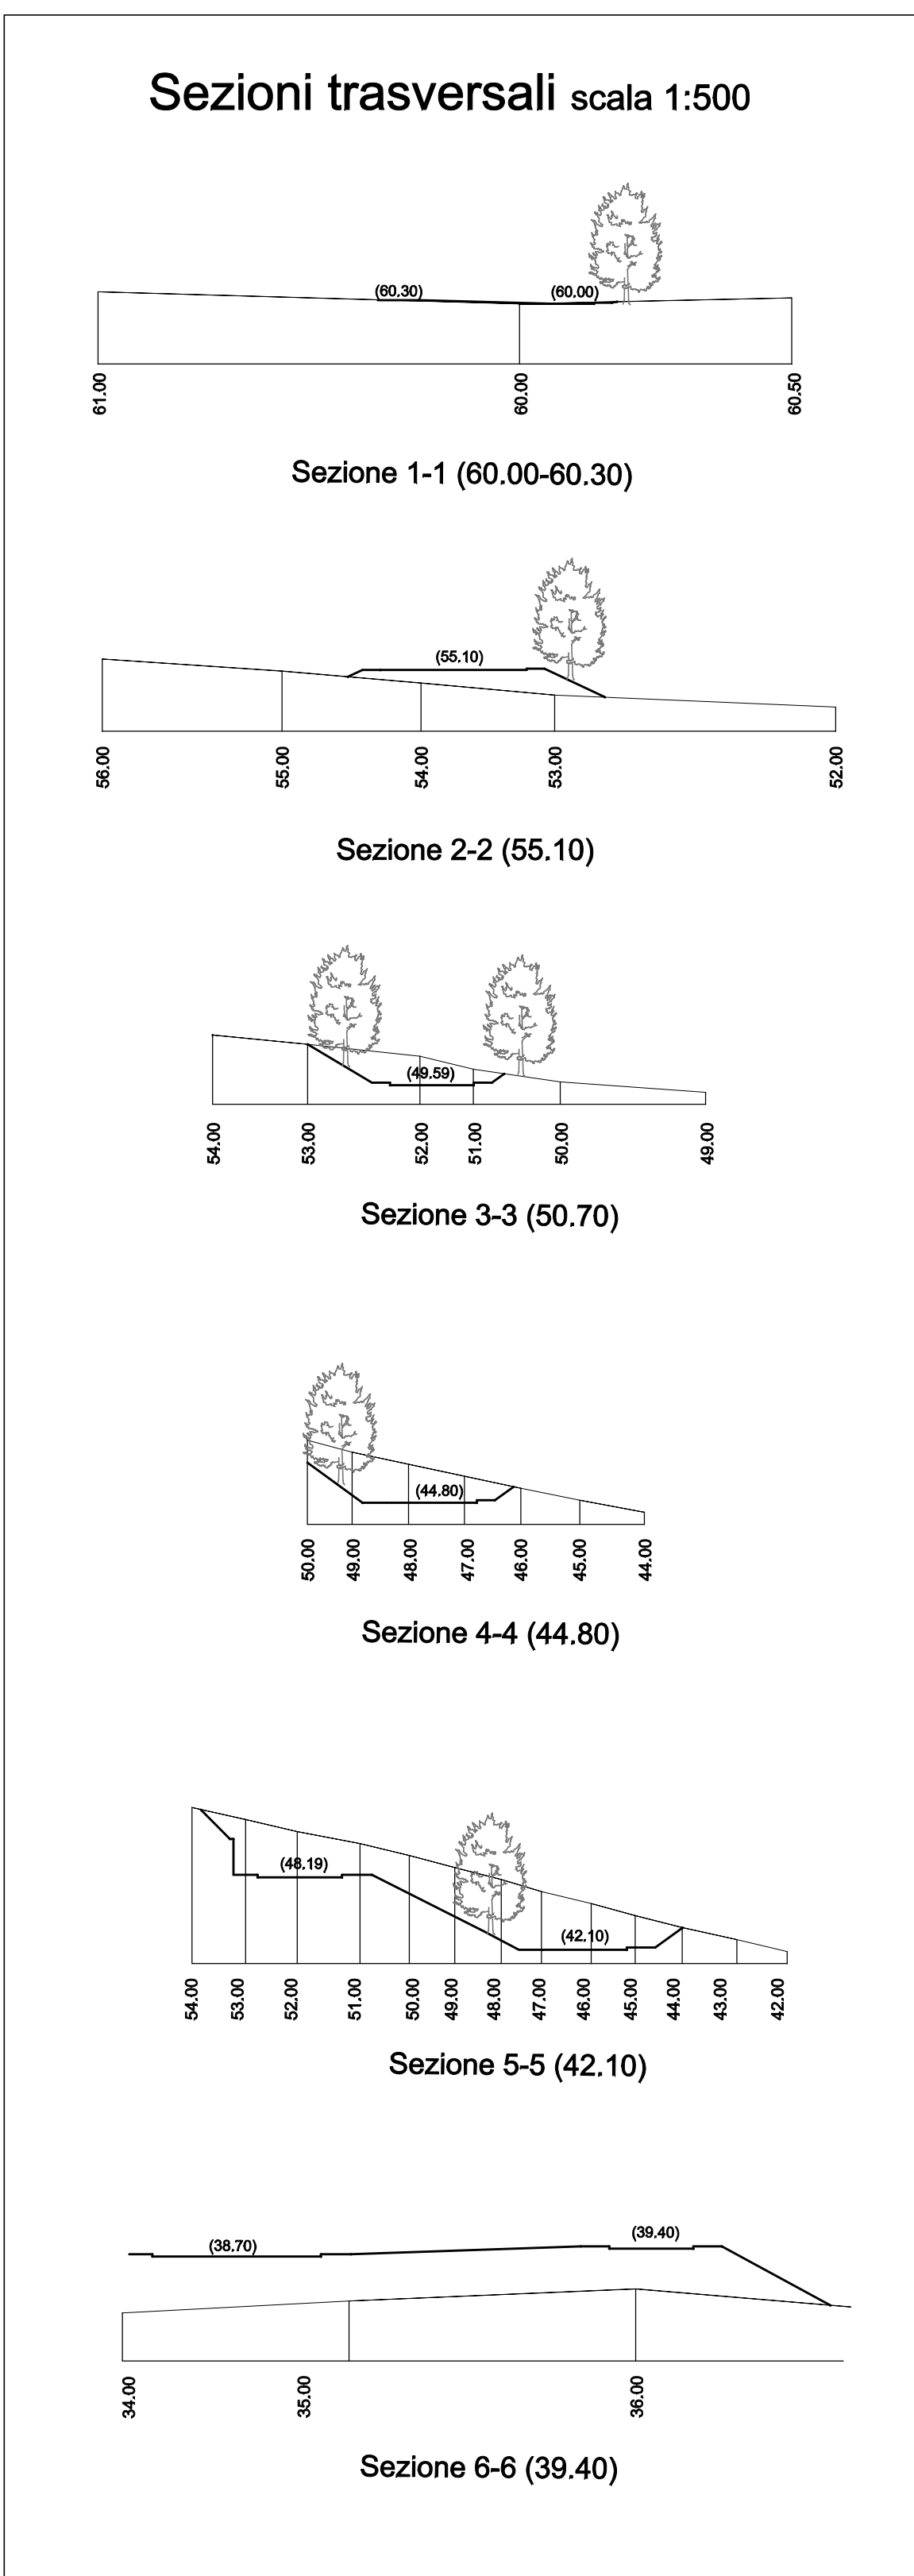 Sezioni trasversali scala 1:500
(60.30) (60.00)
61.00 60.00 60.50
Sezione 1-1 (60.00-60.30)
(55.10)
56.00 55.00 54.00 53.00 52.00
Sezione 2-2 (55.10)
(49.59)
54.00 53.00 52.00 51.00 50.00 49.00
Sezione 3-3 (50.70)
(44.80)
50.00 49.00 48.00 47.00 46.00 45.00 44.00
Sezione 4-4 (44.80)
(48.19)
(42.10)
54.00 53.00 52.00 51.00 50.00 49.00 48.00 47.00 46.00 45.00 44.00 43.00 42.00
Sezione 5-5 (42.10)
(39.40)
(38.70)
34.00 35.00 36.00
Sezione 6-6 (39.40)